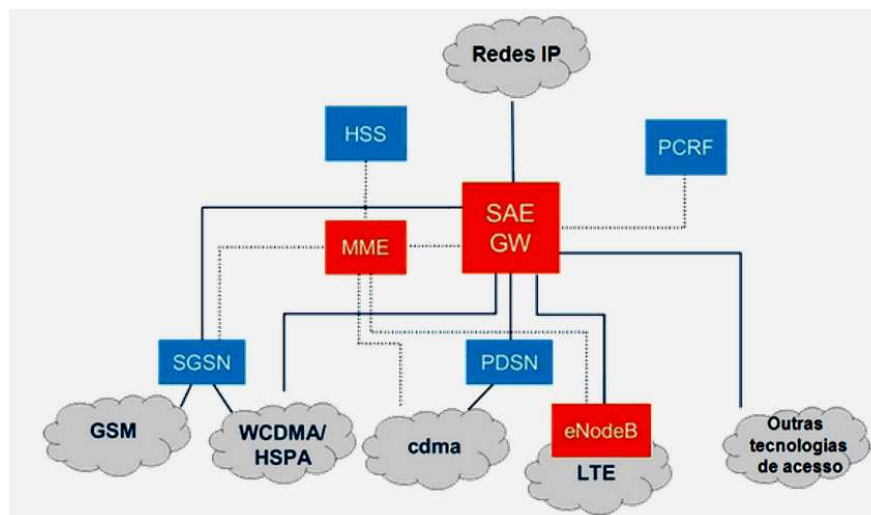 Redes IP
HSS
PCRF
SAE
GW
MME
SGSN
PDSN
GSM
WCDMA/
HSPA
cdma
eNodeB
LTE
Outras
tecnologias
de acesso